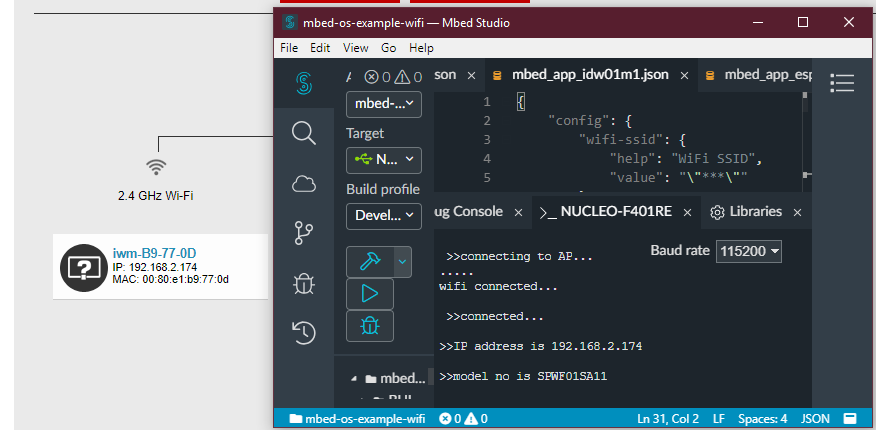 mbed-os-example-wifi — Mbed Studio
File Edit View Go Help
0 0
mbed-...
Target
N...
Build profile
Devel...
mbed...
son × mbed_app_idw01m1.json × mbed_app_esp
1 {
2 "config": {
3 "wifi-ssid": {
4 "help": "WiFi SSID",
5 "value": "\"***\""
ug Console × >_ NUCLEO-F401RE × Libraries ×
Baud rate 115200
>>connecting to AP...
.....
wifi connected...
>>connected...
>>IP address is 192.168.2.174
>>model no is SPWF01SA11
mbed-os-example-wifi 0 0 Ln 31, Col 2 LF Spaces: 4 JSON
2.4 GHz Wi-Fi
iwm-B9-77-0D
IP: 192.168.2.174
MAC: 00:80:e1:b9:77:0d